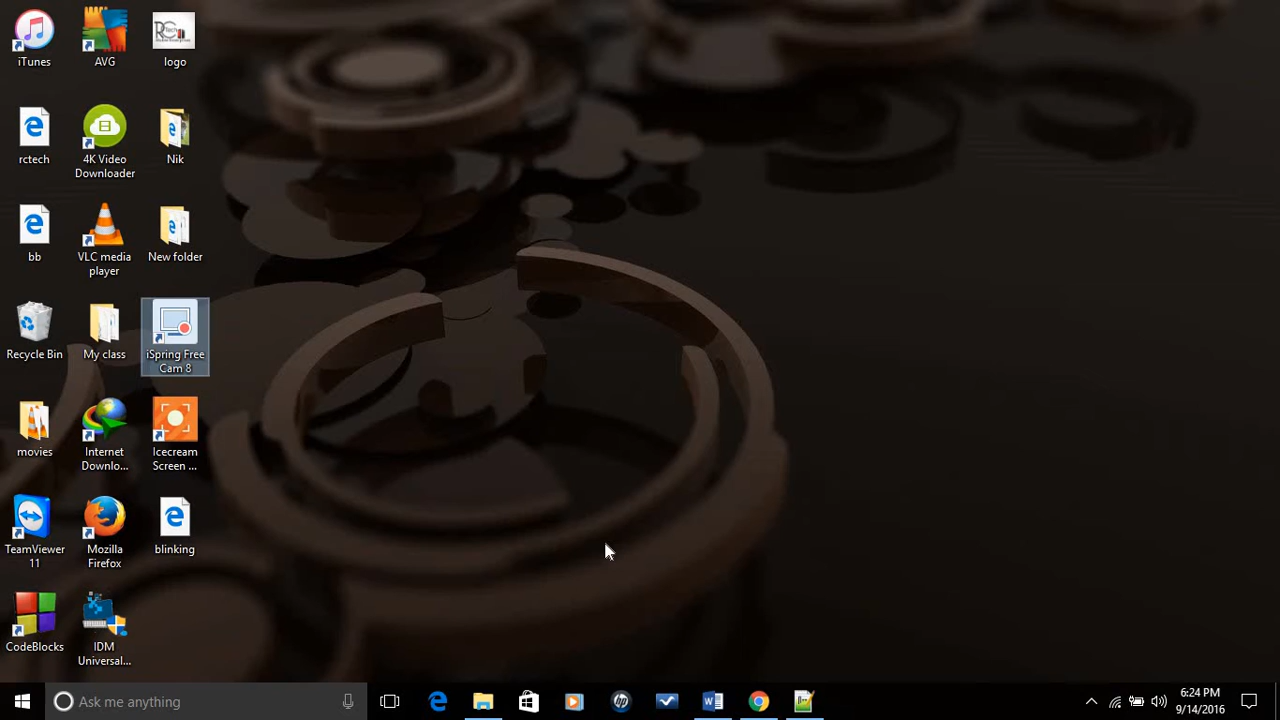 iTunes
AVG
logo
rctech
4K Video
Downloader
Nik
bb
VLC media
player
New folder
Recycle Bin
My class
iSpring Free
Cam 8
movies
Internet
Downlo...
Icecream
Screen ...
TeamViewer
11
Mozilla
Firefox
blinking
CodeBlocks
IDM
Universal...
Ask me anything
6:24 PM
9/14/2016